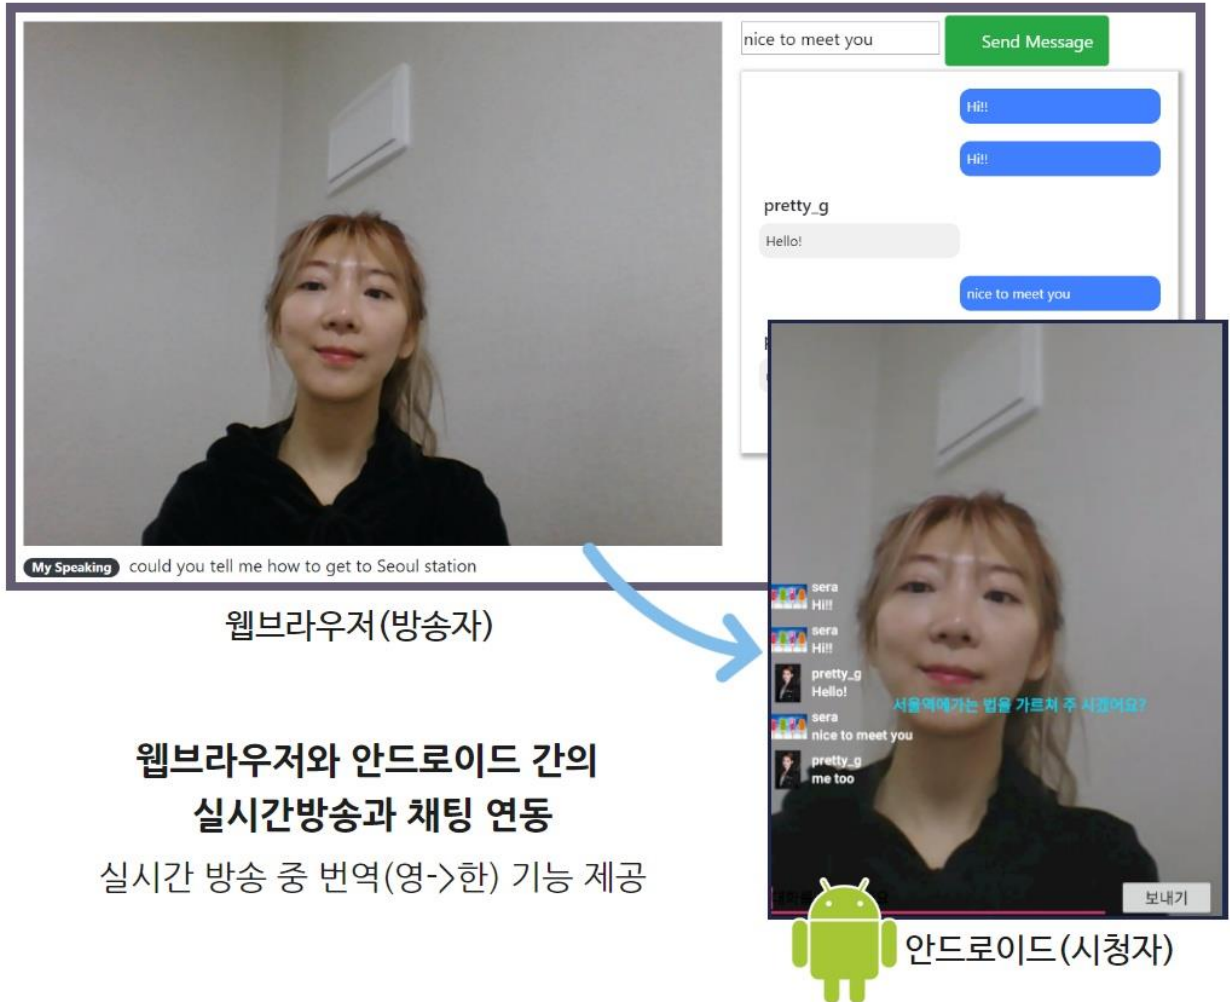 nice to meet you
Send Message
Hi!!
Hi!!
pretty_g
Hello!
nice to meet you
My Speaking could you tell me how to get to Seoul station
웹브라우저(방송자)
sera
Hi!!
sera
Hi!!
pretty_g
Hello!
서울역에가는 법을 가르쳐 주 시겠어요?
sera
nice to meet you
pretty_g
me too
보내기
웹브라우저와 안드로이드 간의
실시간방송과 채팅 연동
실시간 방송 중 번역(영->한) 기능 제공
안드로이드(시청자)